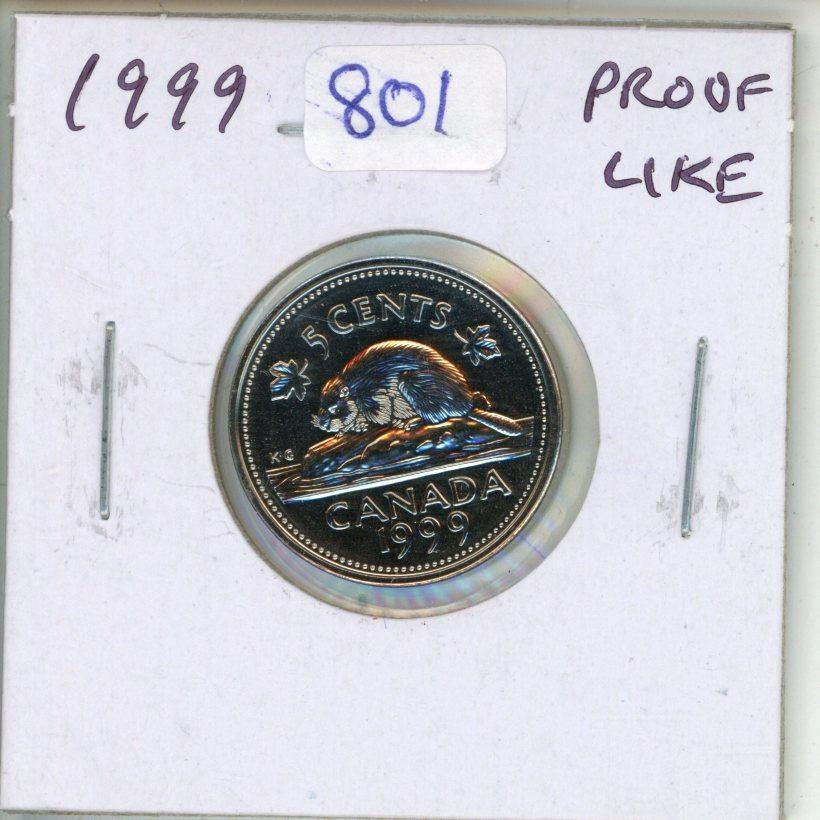 1999
801
PROOF
LIKE
5 CENTS
KG
CANADA
1999